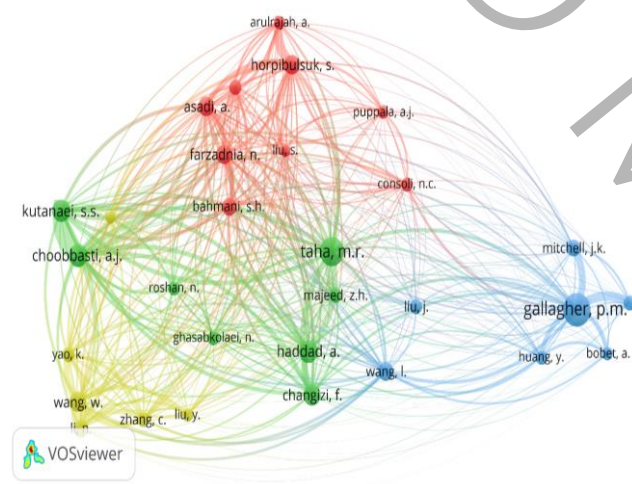 arulrajah, a.
horpibulsuk, s.
asadi, a.
puppala, a.j.
farzadnia, n.
liu, s.
consoli, n.c.
bahmani, s.h.
kutanaei, s.s.
choobbasti, a.j.
taha, m.r.
mitchell, j.k.
roshan, n.
majeed, z.h.
liu, j.
gallagher, p.m.
ghasabkolaei, n.
yao, k.
haddad, a.
huang, y.
bobet, a.
wang, l.
changizi, f.
wang, w.
zhang, c.
liu, y.
VOSviewer